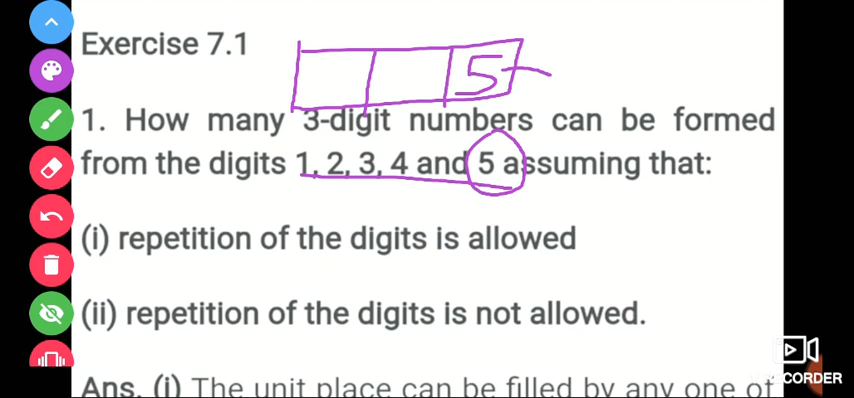 Exercise 7.1
5
1. How many 3-digit numbers can be formed
from the digits 1, 2, 3, 4 and 5 assuming that:
(i) repetition of the digits is allowed
(ii) repetition of the digits is not allowed.
Ans. (i) The unit place can be filled by any one of
CORDER